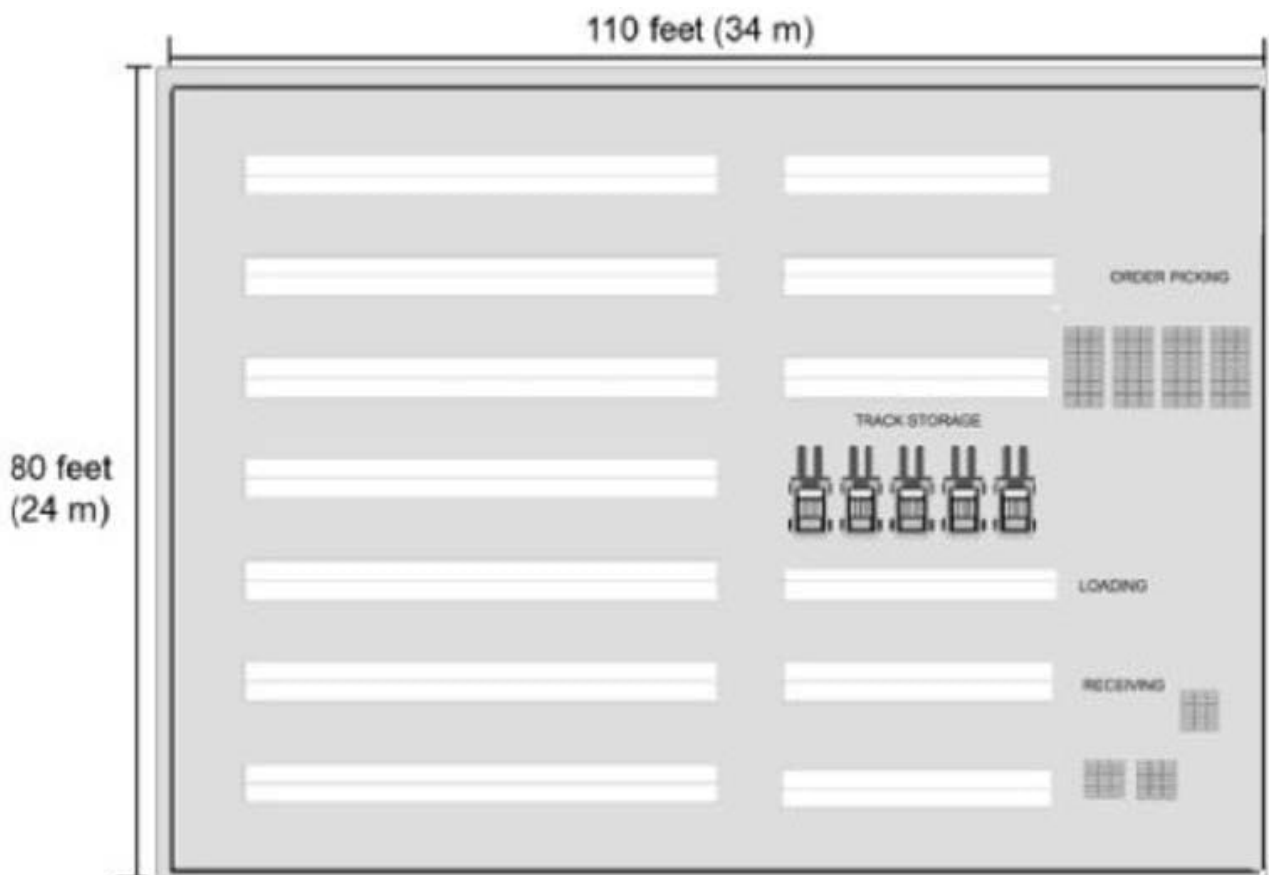 110 feet (34 m)
ORDER PICKING
TRACK STORAGE
80 feet
(24 m)
LOADING
RECEIVING